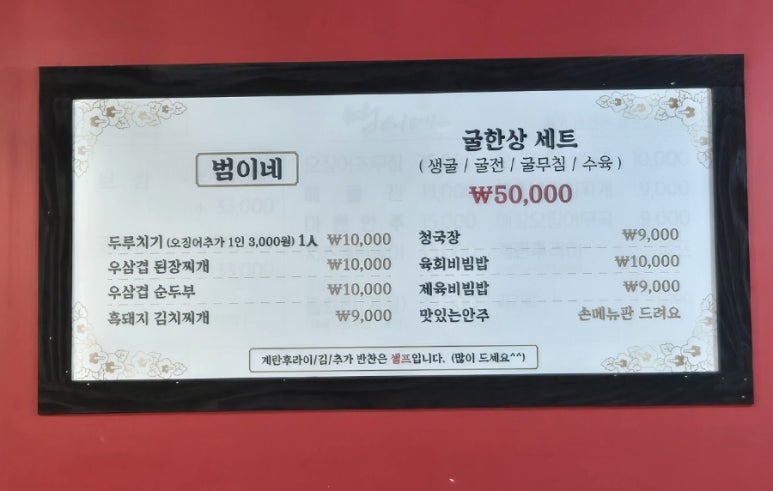 범이네
두루치기 (오징어추가 1인 3,000원) 1人 ₩10,000
우삼겹 된장찌개 ₩10,000
우삼겹 순두부 ₩10,000
흑돼지 김치찌개 ₩9,000
굴한상 세트
( 생굴 / 굴전 / 굴무침 / 수육 )
₩50,000
청국장 ₩9,000
육회비빔밥 ₩10,000
제육비빔밥 ₩9,000
맛있는안주 손메뉴판 드려요
계란후라이/김/추가 반찬은 셀프입니다. (많이 드세요^^)